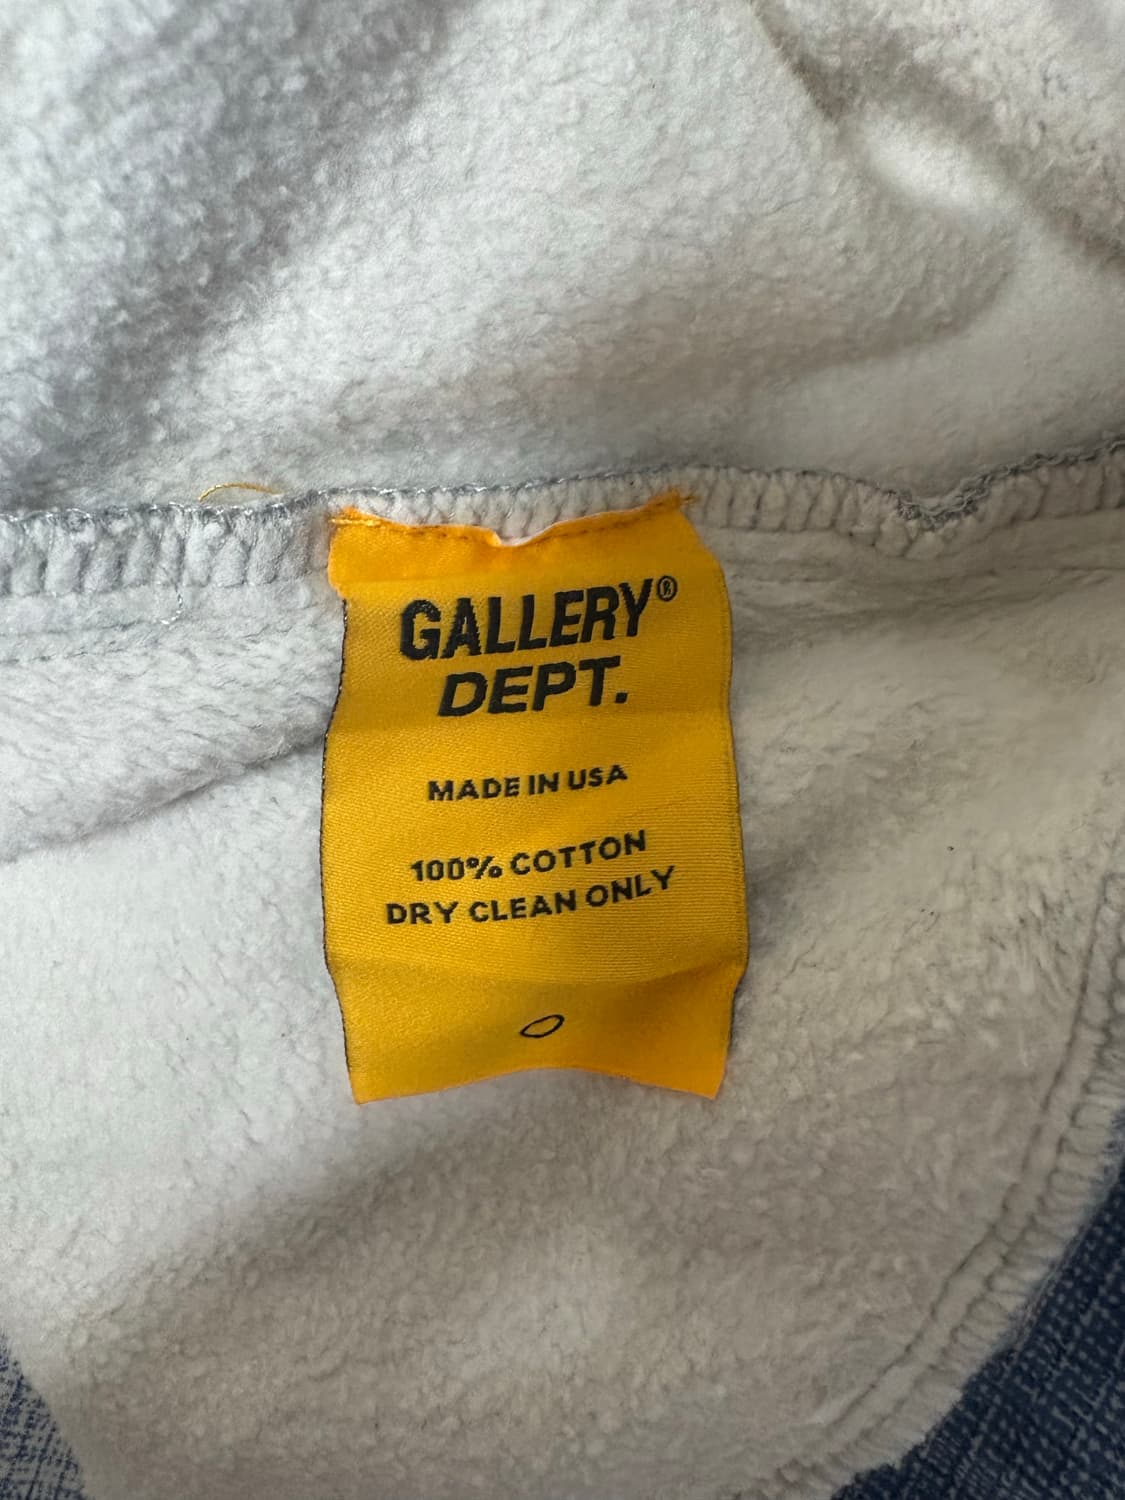 GALLERY®
DEPT.
MADE IN USA
100% COTTON
DRY CLEAN ONLY
0